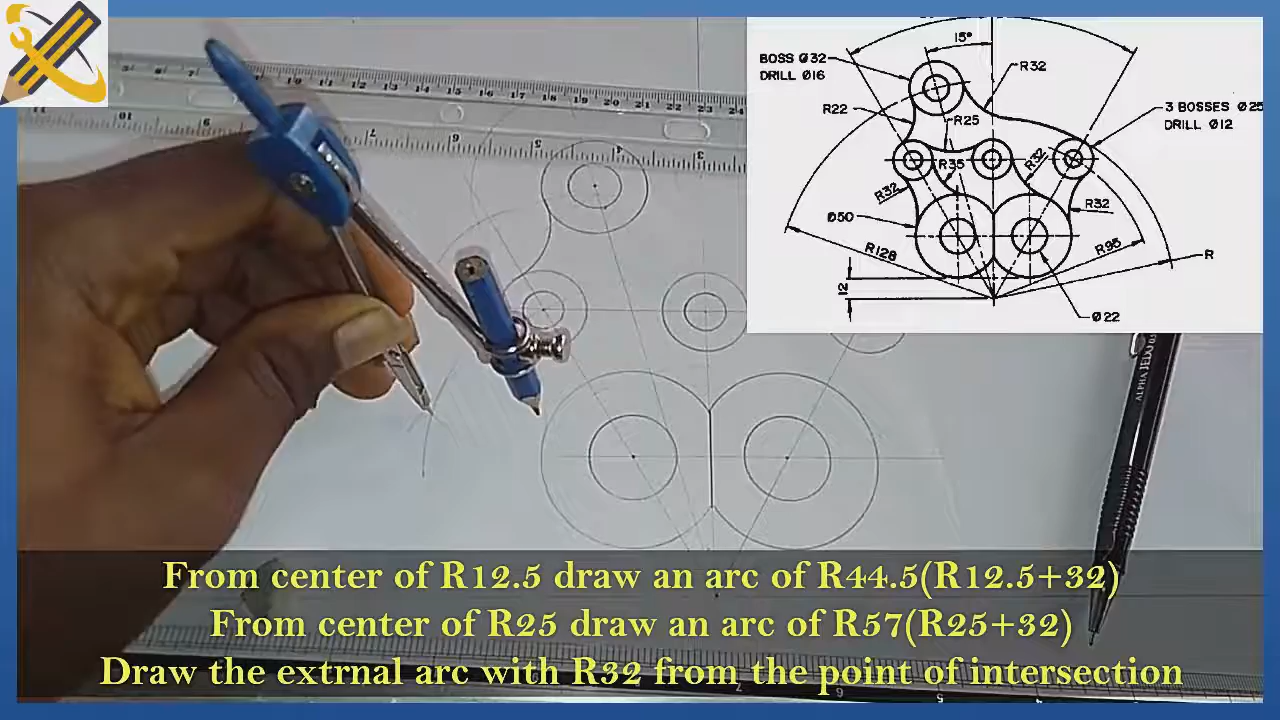 15°
BOSS Ø32
DRILL Ø16
R32
R22
R25
3 BOSSES Ø25
DRILL Ø12
R35
R32
R32
R32
Ø50
R128
R95
R
12
Ø22
ALPHA JEDO
From center of R12.5 draw an arc of R44.5(R12.5+32)
From center of R25 draw an arc of R57(R25+32)
Draw the extrnal arc with R32 from the point of intersection